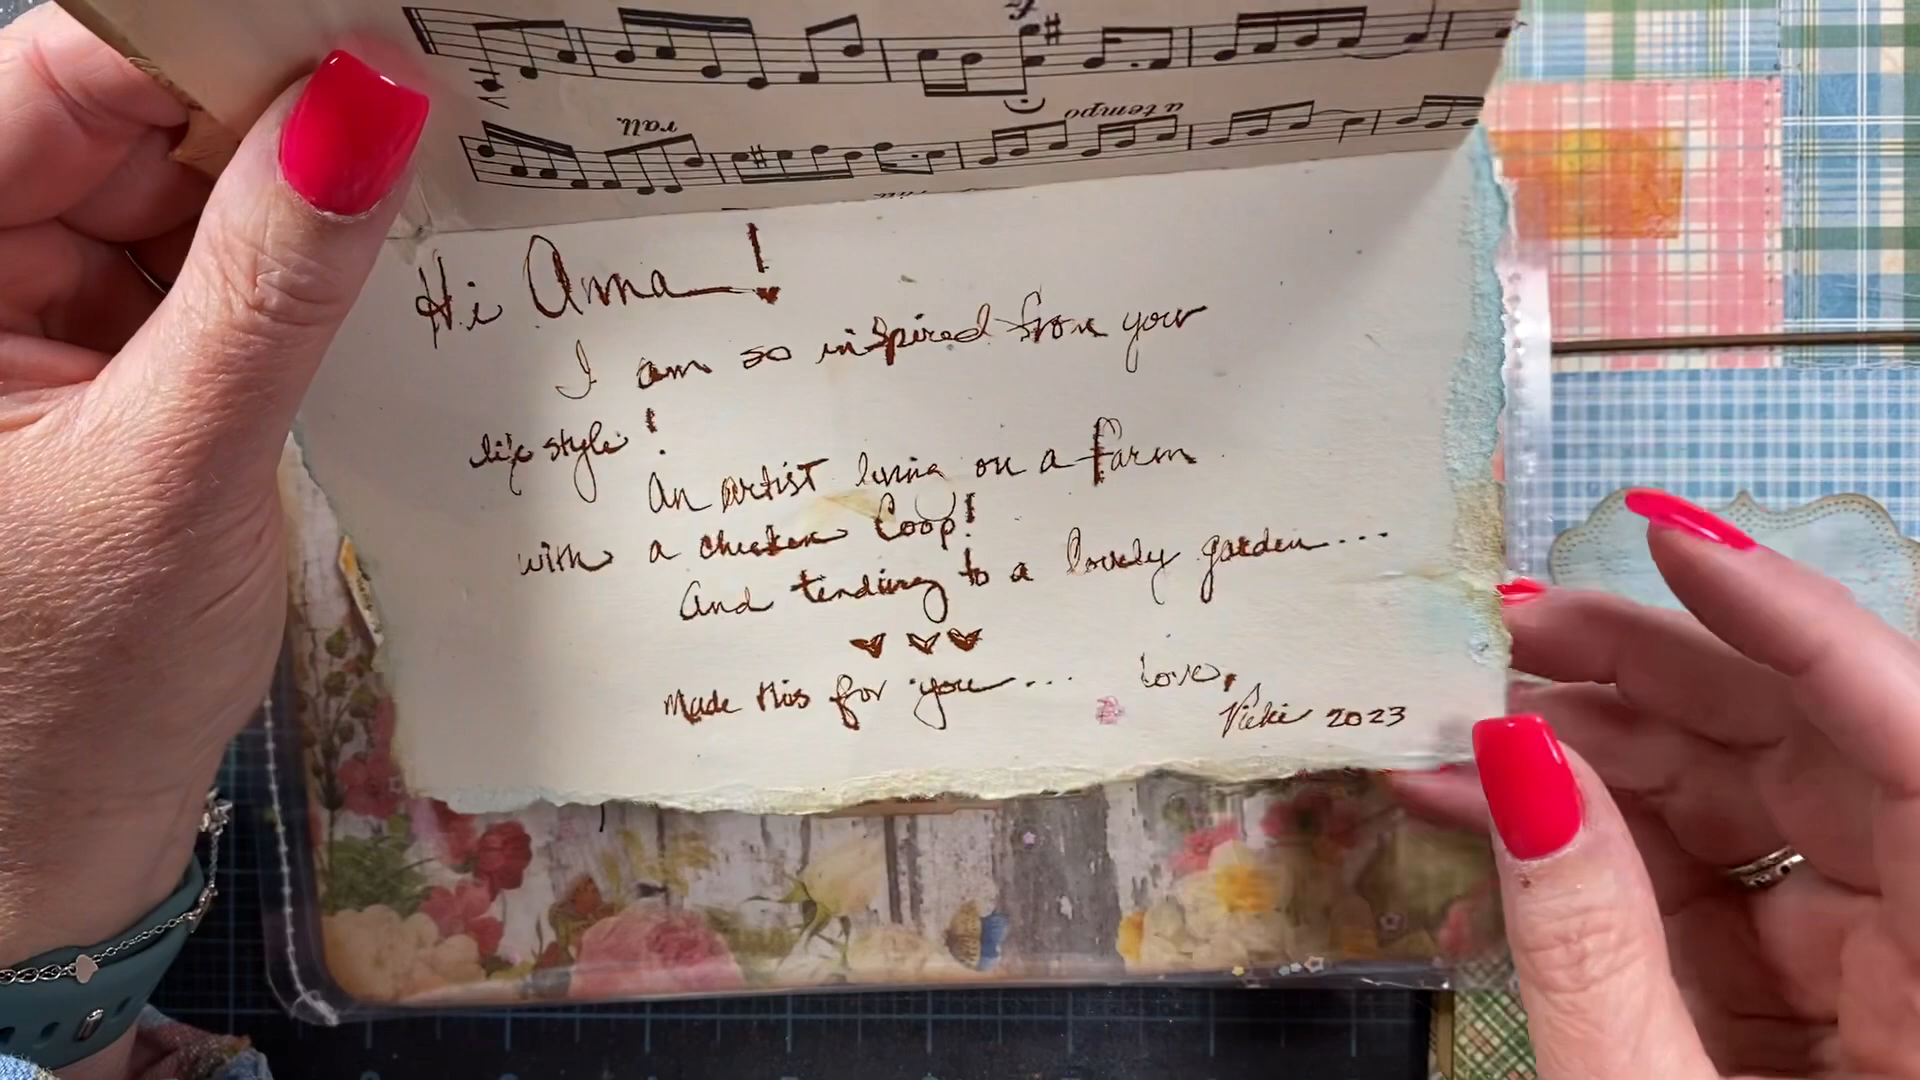 rall.
a tempo
Hi Anna!
I am so inspired from your
life style!
An artist living on a farm
with a chicken Coop!
And tending to a lovely garden...
Made this for you... Love,
Vicki 2023